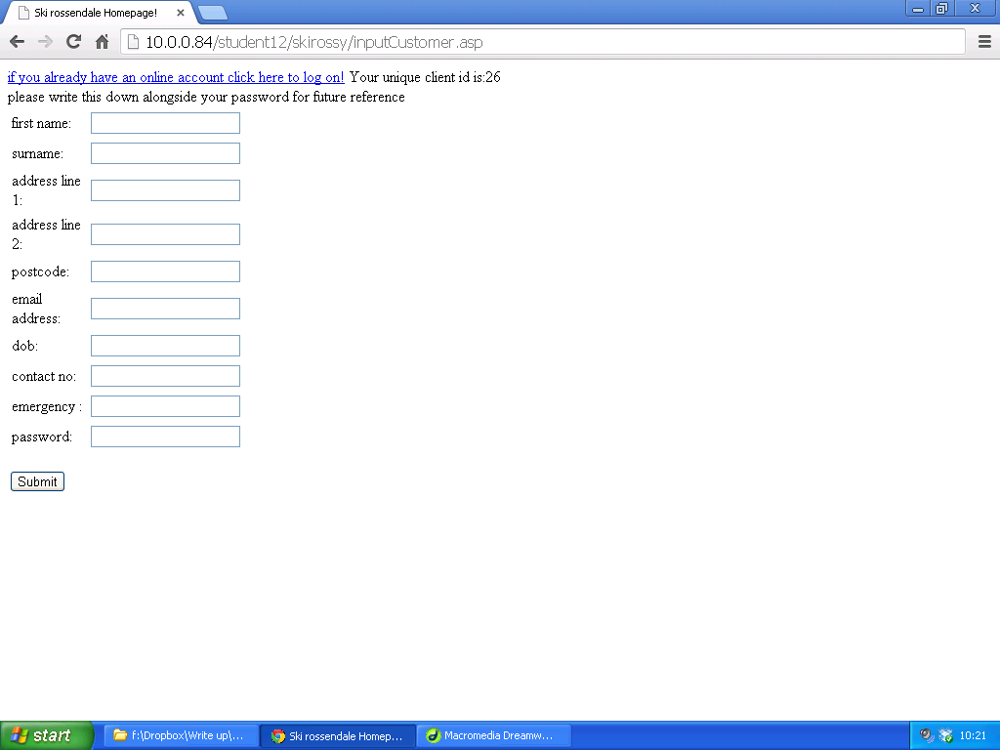 Ski rossendale Homepage!
10.0.0.84/student12/skirossy/inputCustomer.asp
if you already have an online account click here to log on! Your unique client id is:26
please write this down alongside your password for future reference
first name:
surname:
address line
1:
address line
2:
postcode:
email
address:
dob:
contact no:
emergency :
password:
Submit
start
f:\Dropbox\Write up\...
Ski rossendale Homep...
Macromedia Dreamw...
10:21